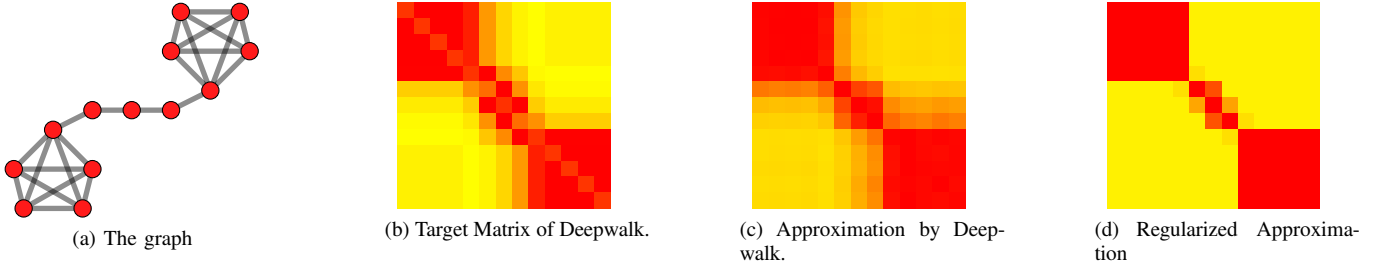 (a) The graph
(b) Target Matrix of Deepwalk.
(c) Approximation by Deep-
walk.
(d) Regularized Approxima-
tion